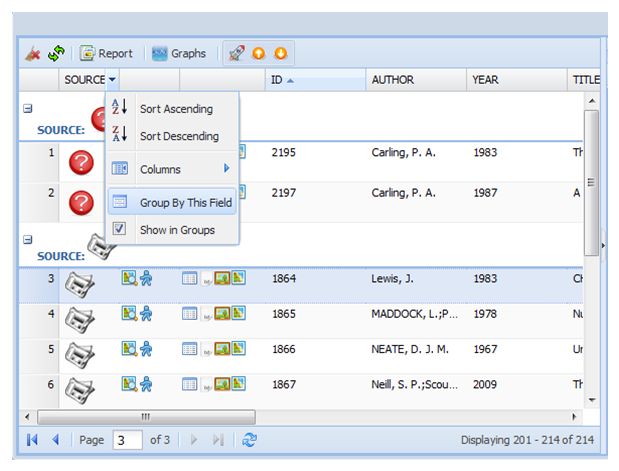 Report Graphs
SOURCE ID AUTHOR YEAR TITLE
Sort Ascending
SOURCE:
Sort Descending
1 2195 Carling, P. A. 1983 Th
Columns
2 2197 Carling, P. A. 1987 A
Group By This Field
Show in Groups
SOURCE:
3 1864 Lewis, J. 1983
4 1865 MADDOCK, L.;P... 1978
5 1866 NEATE, D. J. M. 1967 Ur
6 1867 Neill, S. P.;Scou... 2009 Th
Page 3 of 3 Displaying 201 - 214 of 214